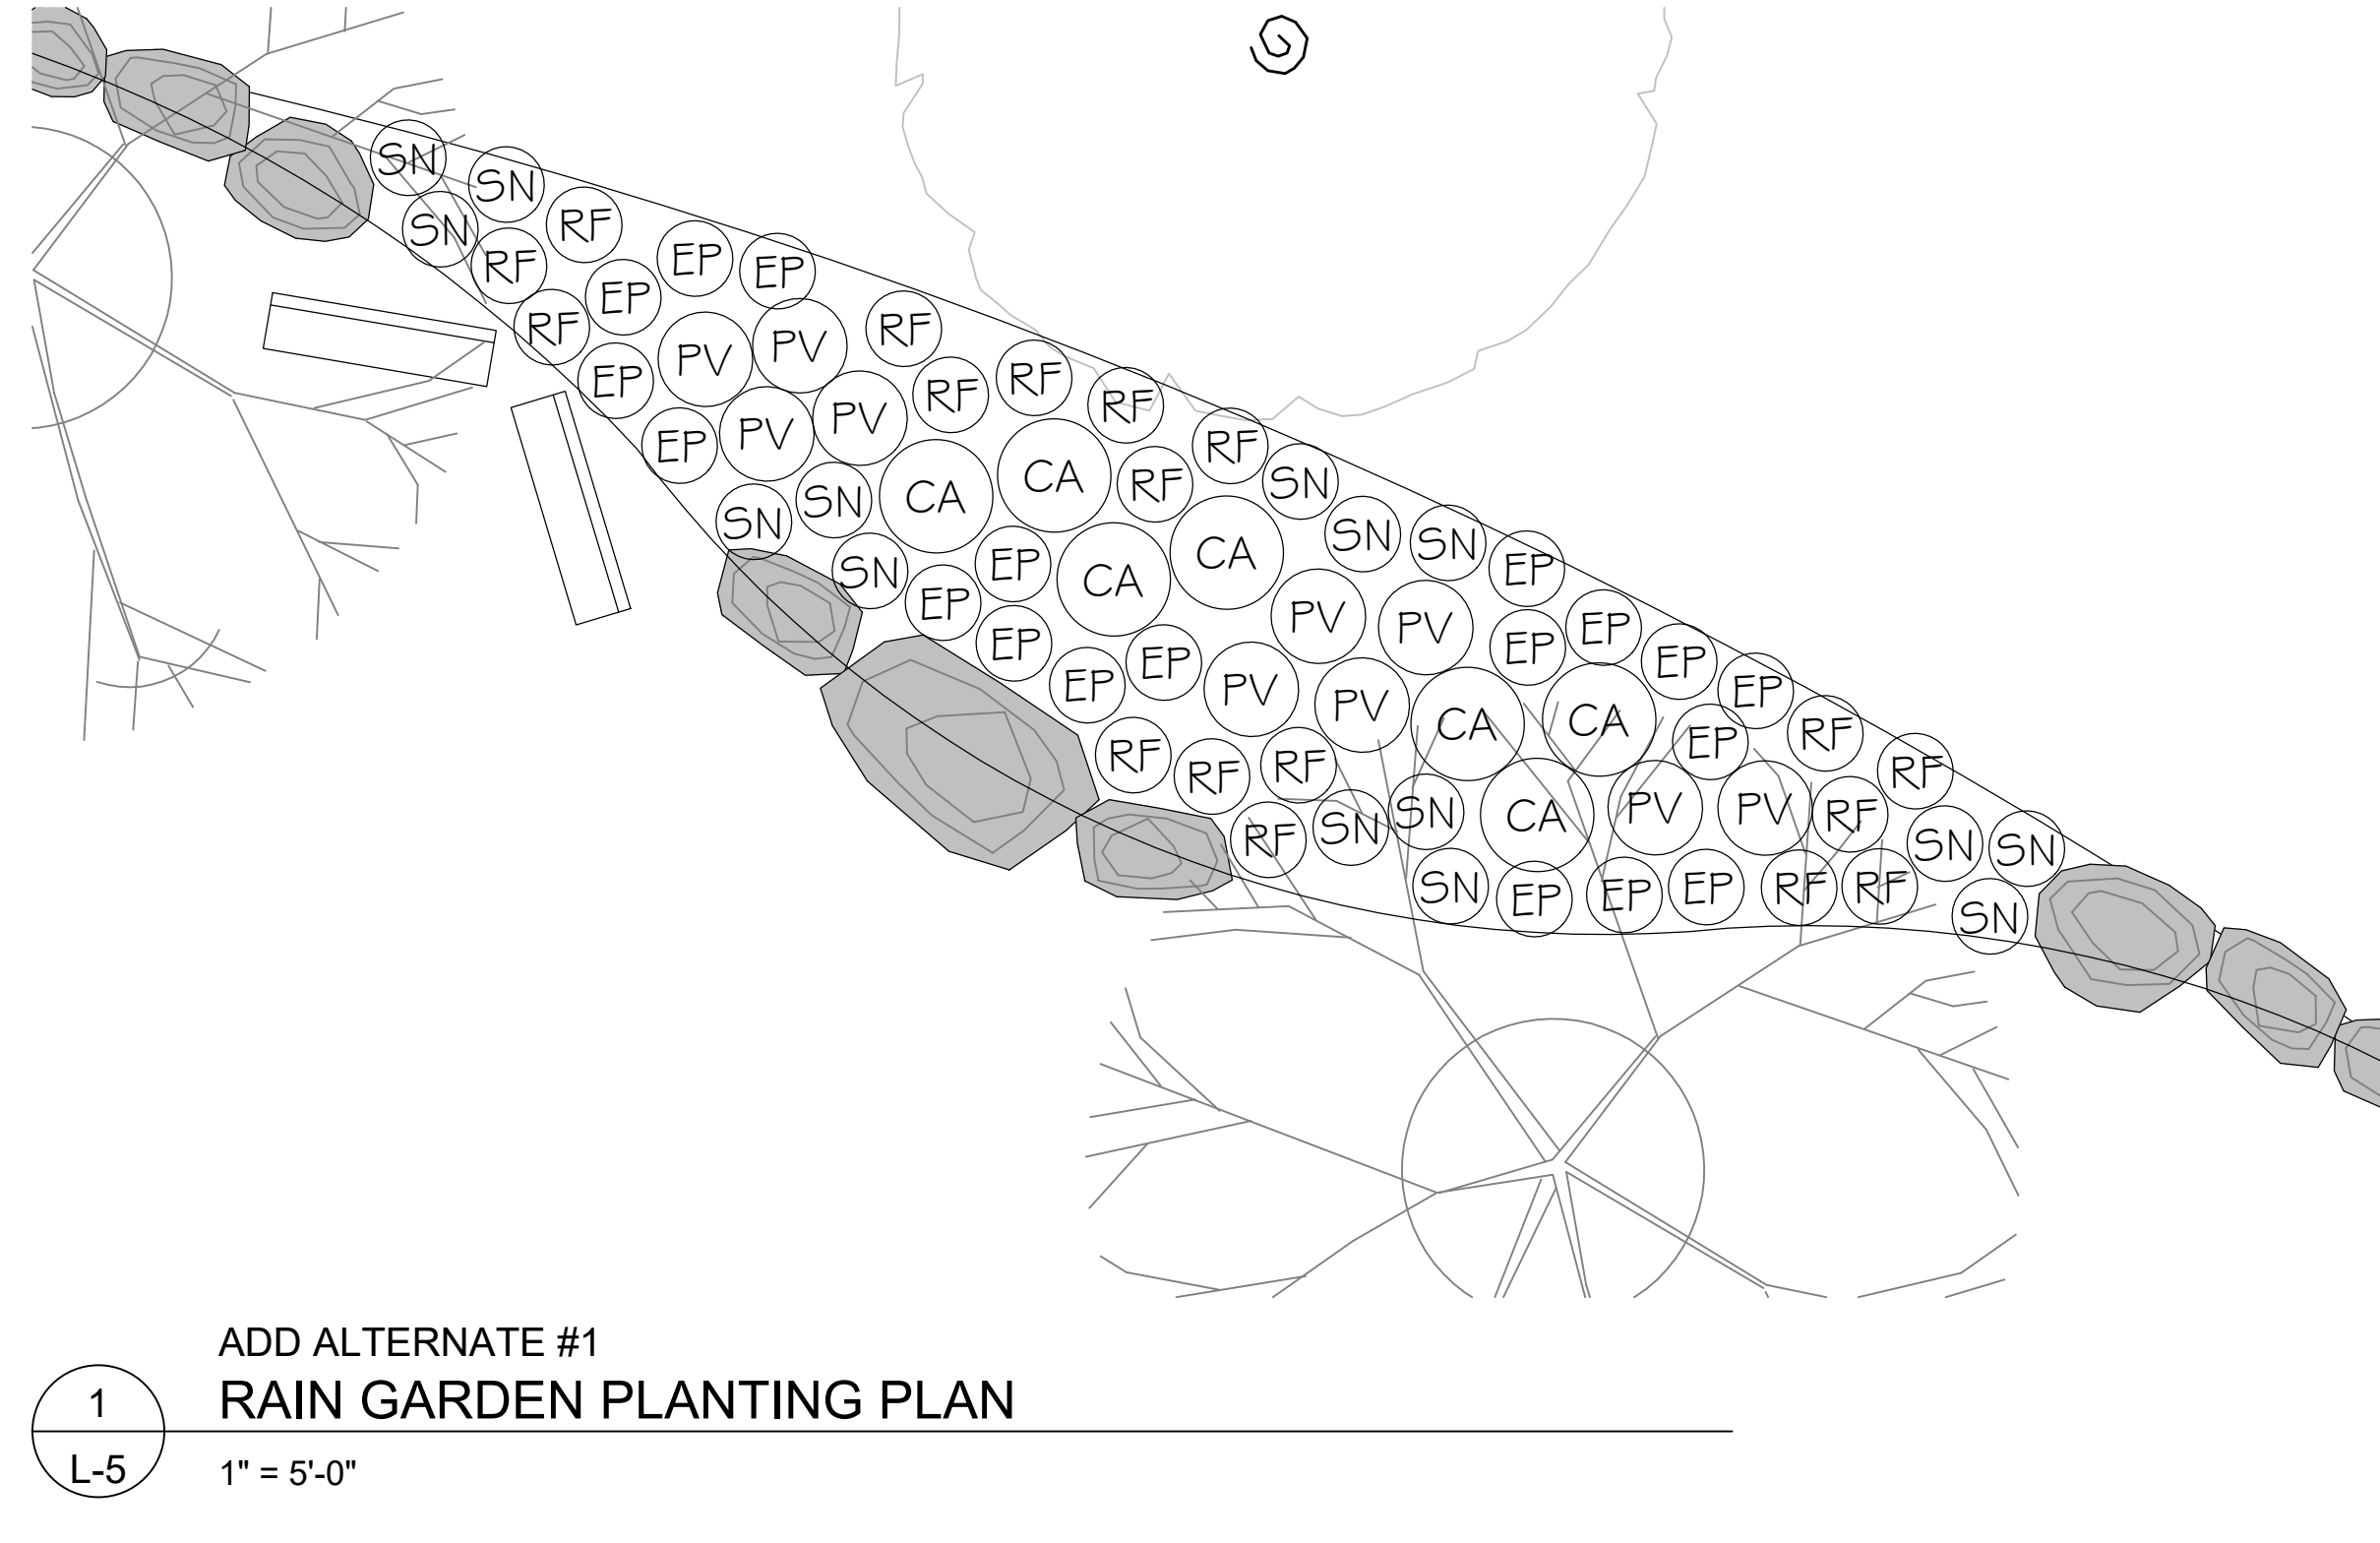 SN
SN
RF
SN
RF
EP
EP
EP
RF
RF
PV
PV
EP
RF
RF
RF
PV
PV
EP
RF
CA
SN
RF
CA
SN
SN
SN
SN
CA
EP
EP
SN
CA
EP
PV
PV
EP
EP
EP
EP
EP
EP
PV
EP
PV
CA
CA
RF
EP
RF
RF
RF
RF
PV
PV
SN
CA
RF
SN
RF
SN
SN
SN
EP
EP
EP
RF
RF
SN
ADD ALTERNATE #1
1
RAIN GARDEN PLANTING PLAN
L-5
1" = 5'-0"